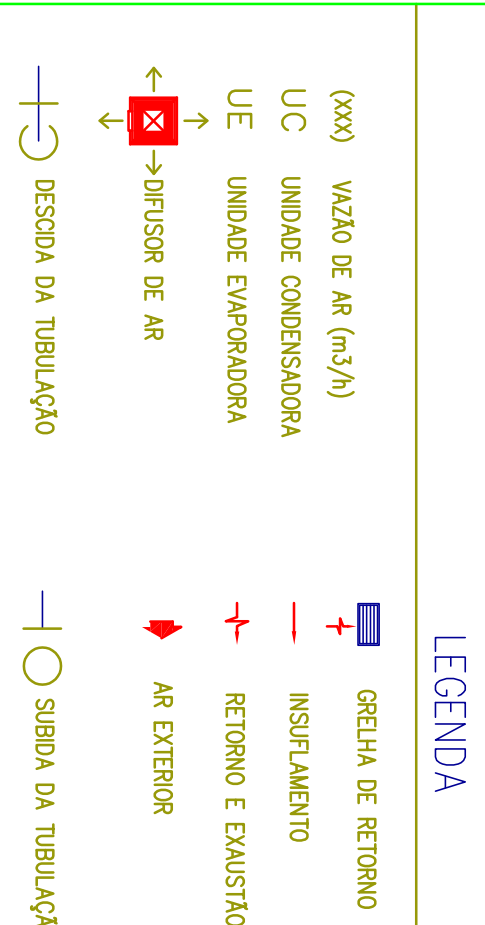 LEGENDA
(XXX) VAZÃO DE AR (m3/h)
UC UNIDADE CONDENSADORA
UE UNIDADE EVAPORADORA
DIFUSOR DE AR
DESCIDA DA TUBULAÇÃO
GRELHA DE RETORNO
INSUFLAMENTO
RETORNO E EXAUSTÃO
AR EXTERIOR
SUBIDA DA TUBULAÇÃ